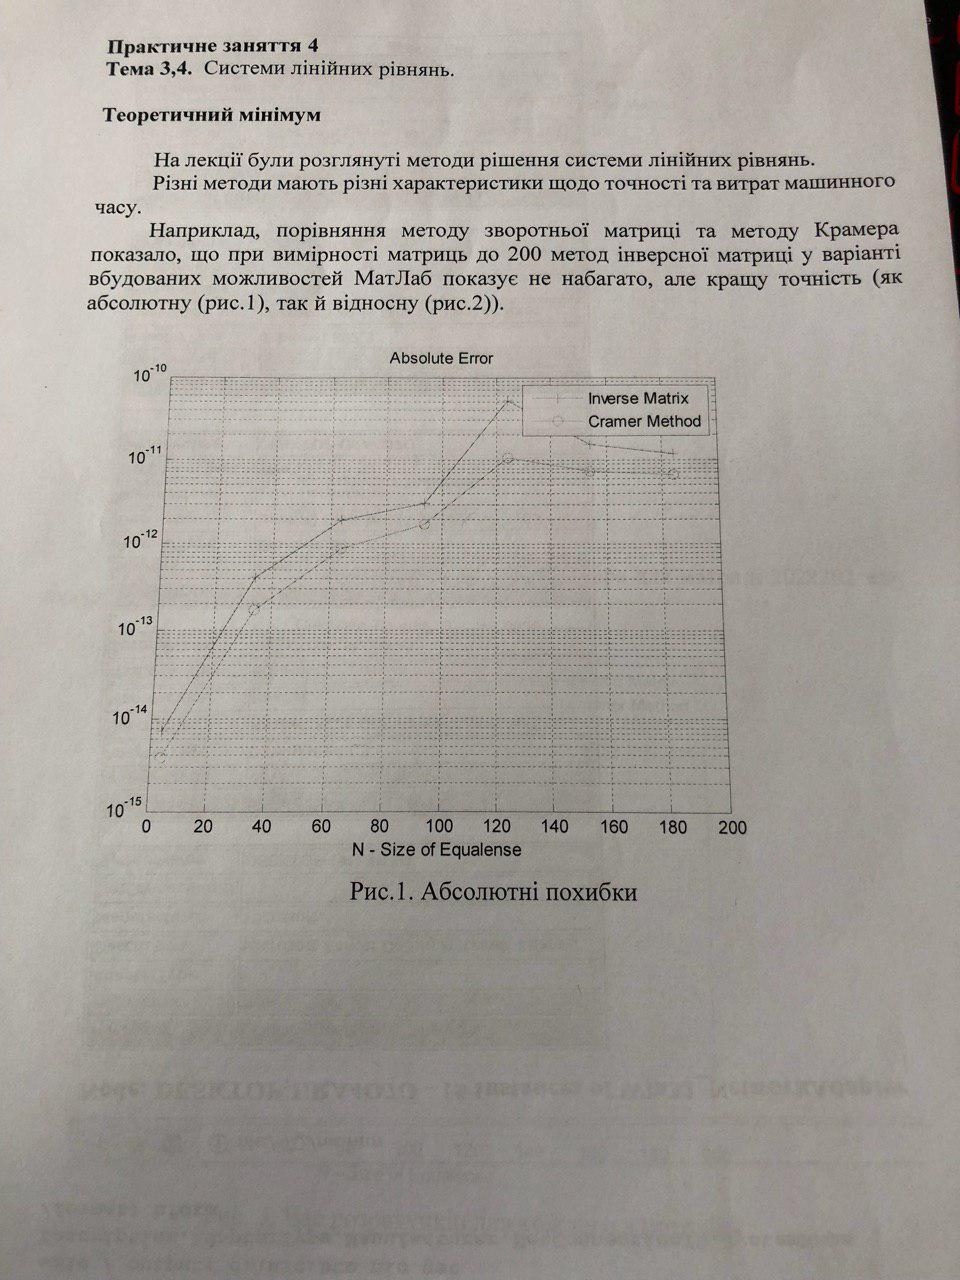 Практичне заняття 4
Тема 3,4. Системи лінійних рівнянь.
Теоретичний мінімум
На лекції були розглянуті методи рішення системи лінійних рівнянь.
Різні методи мають різні характеристики щодо точності та витрат машинного
часу.
Наприклад, порівняння методу зворотньої матриці та методу Крамера
показало, що при вимірності матриць до 200 метод інверсної матриці у варіанті
вбудованих можливостей МатЛаб показує не набагато, але кращу точність (як
абсолютну (рис.1), так й відносну (рис.2)).
Absolute Error
10^-10
Inverse Matrix
Cramer Method
10^-11
10^-12
10^-13
10^-14
10^-15
0 20 40 60 80 100 120 140 160 180 200
N - Size of Equalense
Рис.1. Абсолютні похибки